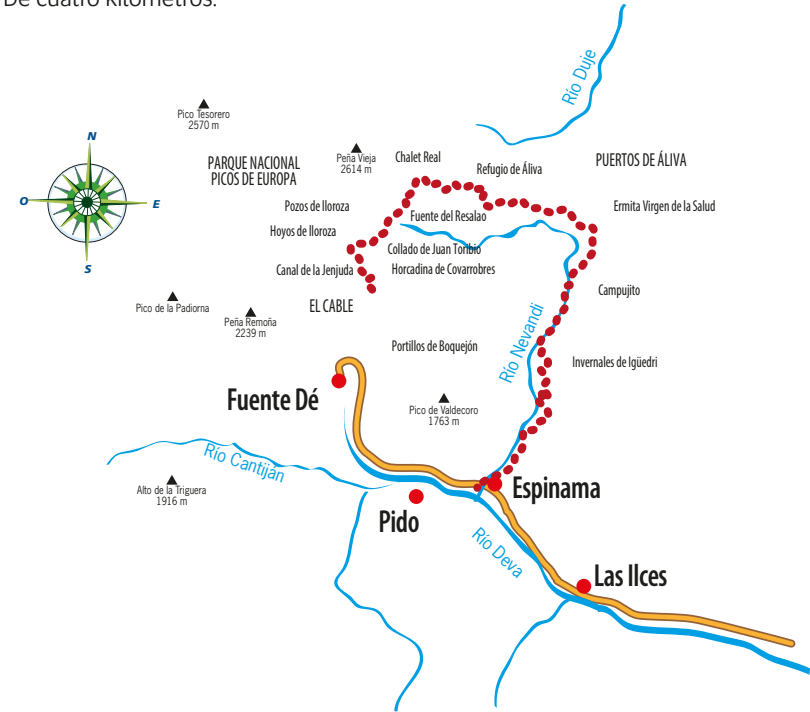 De cuatro kilómetros.
Río Duje
Pico Tesorero
2570 m
N
O
E
S
PARQUE NACIONAL
PICOS DE EUROPA
Peña Vieja
2614 m
Chalet Real
Refugio de Áliva
PUERTOS DE ÁLIVA
Pozos de lloroza
Fuente del Resalao
Ermita Virgen de la Salud
Hoyos de lloroza
Collado de Juan Toribio
Canal de la Jenjuda
Horcadina de Covarrobres
Campujito
Pico de la Padiorna
EL CABLE
Peña Remoña
2239 m
Río Nevandi
Portillos de Boquejón
Invernales de Igüedri
Fuente Dé
Pico de Valdecoro
1763 m
Río Cantiján
Alto de la Triguera
1916 m
Espinama
Pido
Río Deva
Las Ilces